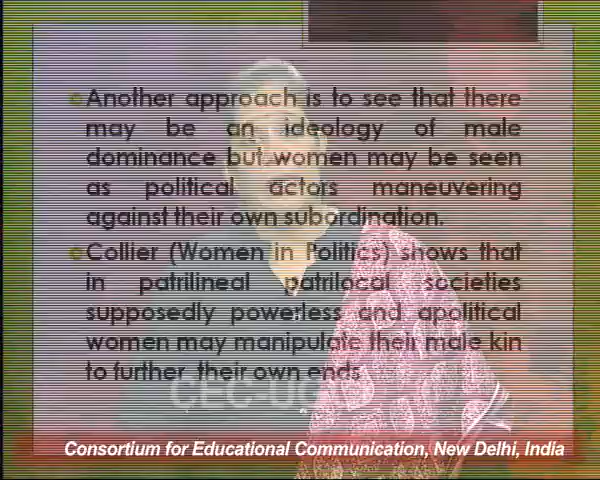 Another approach is to see that there
may be an ideology of male
dominance but women may be seen
as political actors maneuvering
against their own subordination.
Collier (Women in Politics) shows that
in patrilineal patrilocal societies
supposedly powerless and apolitical
women may manipulate their male kin
to further their own ends
CEC-UG
Consortium for Educational Communication, New Delhi, India